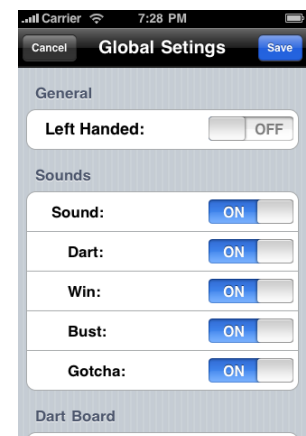 Carrier 7:28 PM
Cancel Global Setings Save
General
Left Handed: OFF
Sounds
Sound: ON
Dart: ON
Win: ON
Bust: ON
Gotcha: ON
Dart Board